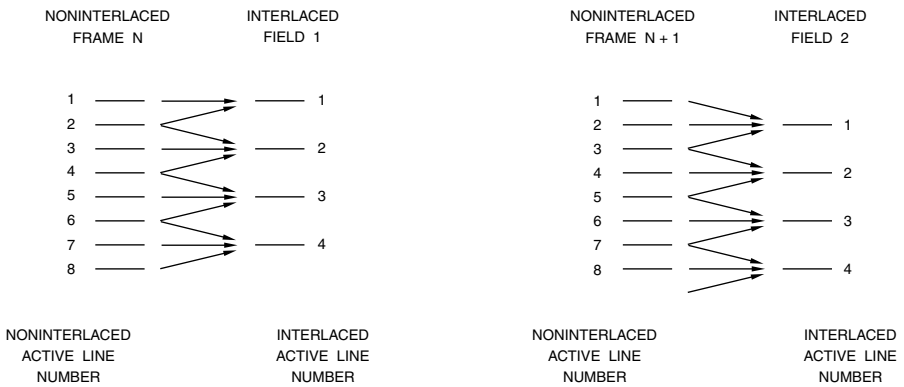 NONINTERLACED
FRAME N
INTERLACED
FIELD 1
1
2
3
4
5
6
7
8
1
2
3
4
NONINTERLACED
ACTIVE LINE
NUMBER
INTERLACED
ACTIVE LINE
NUMBER
NONINTERLACED
FRAME N + 1
INTERLACED
FIELD 2
1
2
3
4
5
6
7
8
1
2
3
4
NONINTERLACED
ACTIVE LINE
NUMBER
INTERLACED
ACTIVE LINE
NUMBER